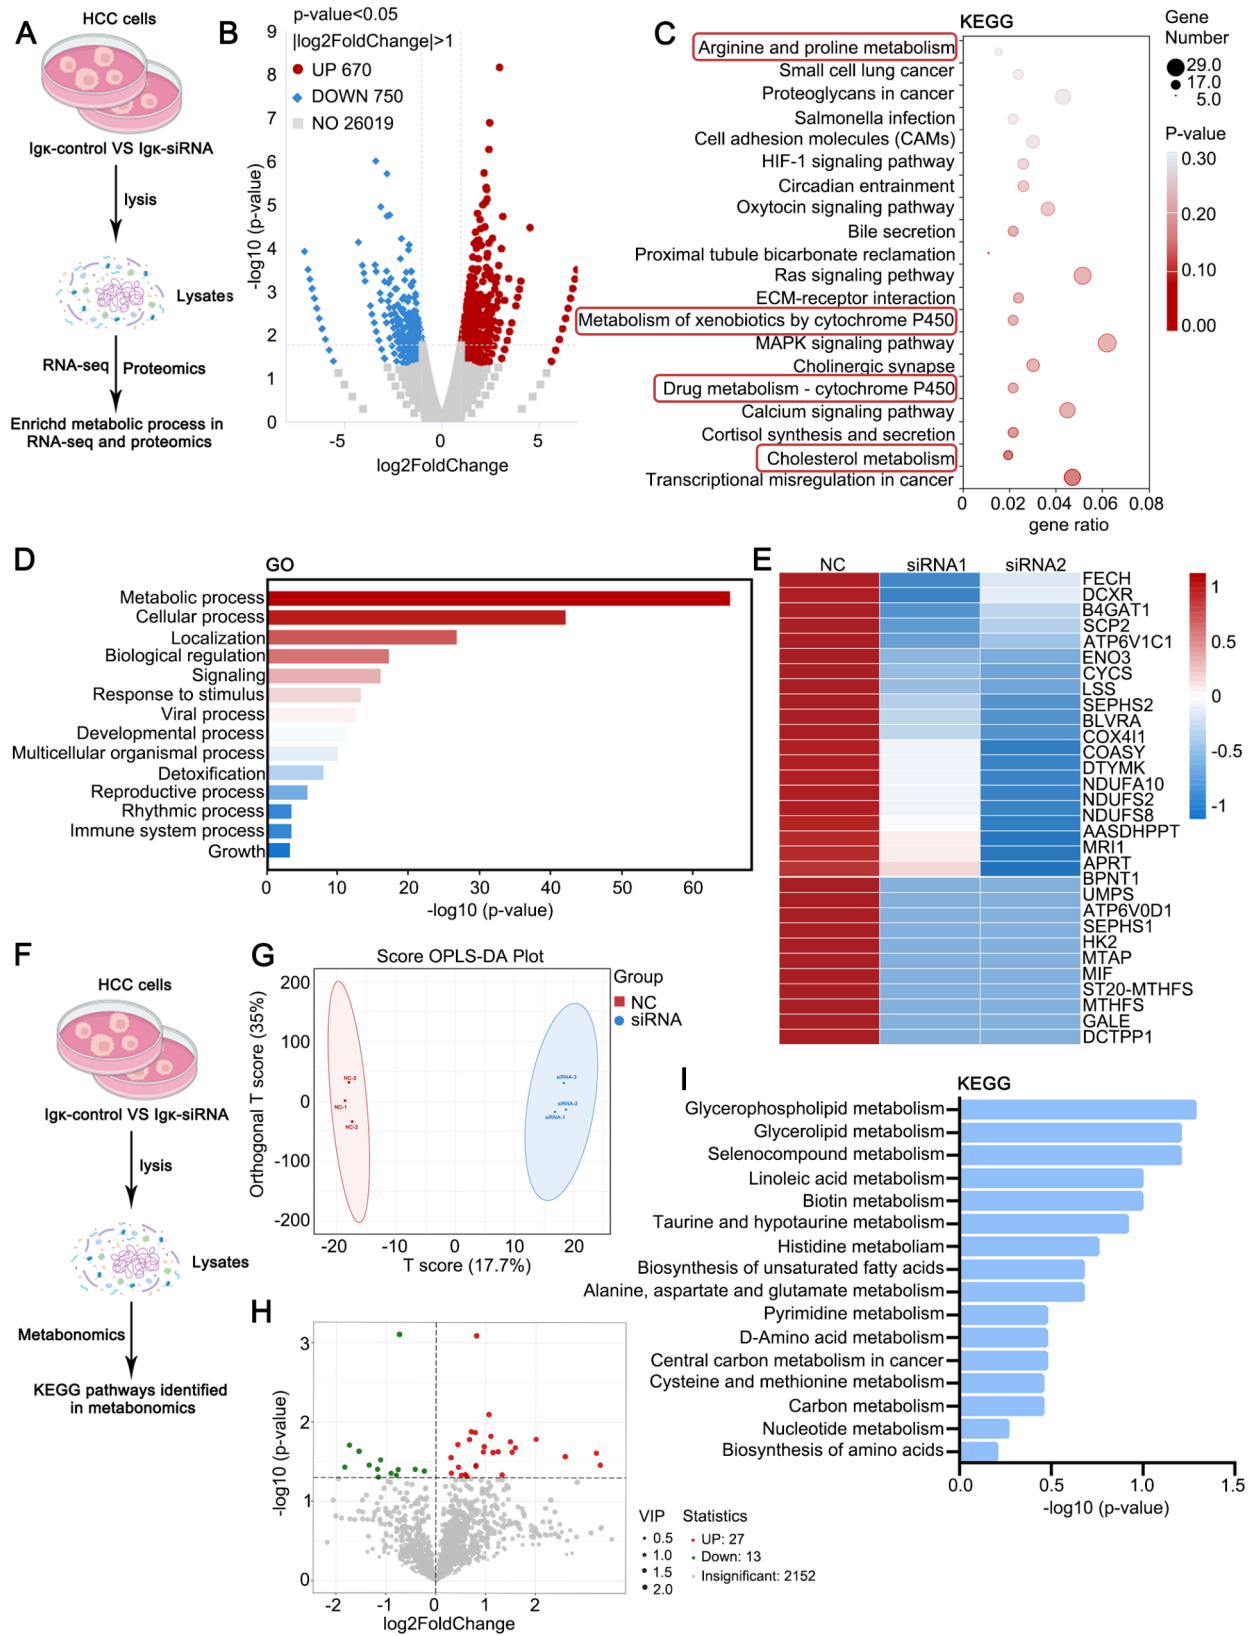 A
HCC cells
Igκ-control VS Igκ-siRNA
lysis
Lysates
RNA-seq
Proteomics
Enrichd metabolic process in
RNA-seq and proteomics
B
p-value<0.05
|log2FoldChange|>1
UP 670
DOWN 750
NO 26019
9
8
7
6
5
4
3
2
1
0
-log10 (p-value)
-5
0
5
log2FoldChange
C
KEGG
Arginine and proline metabolism
Small cell lung cancer
Proteoglycans in cancer
Salmonella infection
Cell adhesion molecules (CAMs)
HIF-1 signaling pathway
Circadian entrainment
Oxytocin signaling pathway
Bile secretion
Proximal tubule bicarbonate reclamation
Ras signaling pethway
ECM-receptor interaction
Metabolism of xenobiotics by cytochrome P450
MAPK signaling pathway
Cholinergic synapse
Drug metabolism - cytochrome P450
Calcium signaling pathway
Cortisol synthesis and secretion
Cholesterol metabolism
Transcriptional misregulation in cancer
0
0.02
0.04
0.06
0.08
gene ratio
Gene
Number
29.0
17.0
5.0
P-value
0.30
0.20
0.10
0.00
D
GO
Metabolic process
Cellular process
Localization
Biological regulation
Signaling
Response to stimulus
Viral process
Developmental process
Multicellular organismal process
Detoxification
Reproductive process
Rhythmic process
Immune system process
Growth
0
10
20
30
40
50
60
-log10 (p-value)
E
NC
siRNA1
siRNA2
FECH
DCXR
B4GAT1
SCP2
ATP6V1C1
ENO3
CYCS
LSS
SEPHS2
BLVRA
COX4I1
COASY
DTYMK
NDUFA10
NDUFS2
NDUFS8
AASDHPPT
MRI1
APRT
BPNT1
UMPS
ATP6V0D1
SEPHS1
HK2
MTAP
MIF
ST20-MTHFS
MTHFS
GALE
DCTPP1
1
0.5
0
-0.5
-1
F
HCC cells
Igκ-control VS Igκ-siRNA
lysis
Lysates
Metabonomics
KEGG pathways identified
in metabonomics
G
Score OPLS-DA Plot
200
100
0
-100
-200
Orthogonal T score (35%)
NC-3
NC-1
NC-2
siRNA-3
siRNA-2
siRNA-1
-20
-10
0
10
20
T score (17.7%)
Group
NC
siRNA
H
3
2
1
0
-log10 (p-value)
-2
-1
0
1
2
log2FoldChange
VIP
0.5
1.0
1.5
2.0
Statistics
UP: 27
Down: 13
Insignificant: 2152
I
KEGG
Glycerophospholipid metabolism
Glycerolipid metabolism
Selenocompound metabolism
Linoleic acid metabolism
Biotin metabolism
Taurine and hypotaurine metabolism
Histidine metaboliam
Biosynthesis of unsaturated fatty acids
Alanine, aspartate and glutamate metabolism
Pyrimidine metabolism
D-Amino acid metabolism
Central carbon metabolism in cancer
Cysteine and methionine metabolism
Carbon metabolism
Nucleotide metabolism
Biosynthesis of amino acids
0.0
0.5
1.0
1.5
-log10 (p-value)